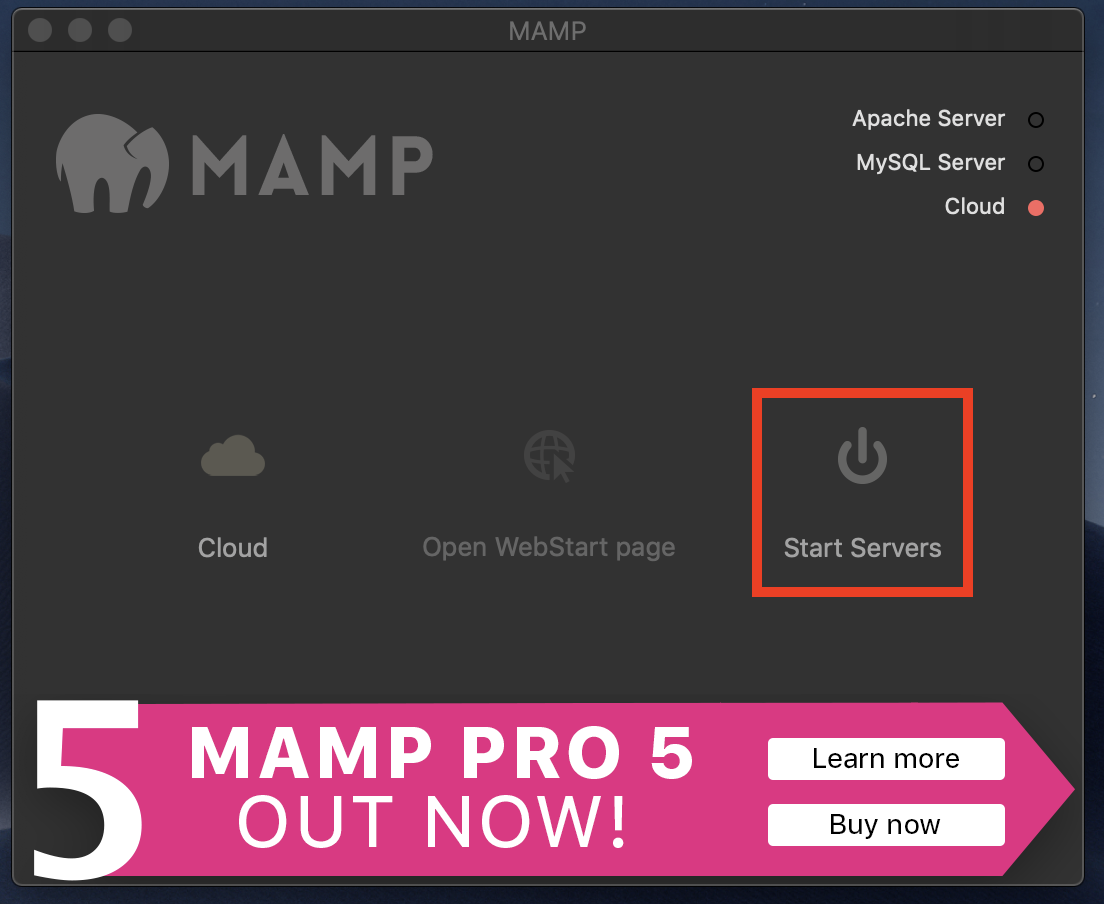 MAMP
MAMP
Apache Server
MySQL Server
Cloud
Cloud
Open WebStart page
Start Servers
5
MAMP PRO 5
OUT NOW!
Learn more
Buy now